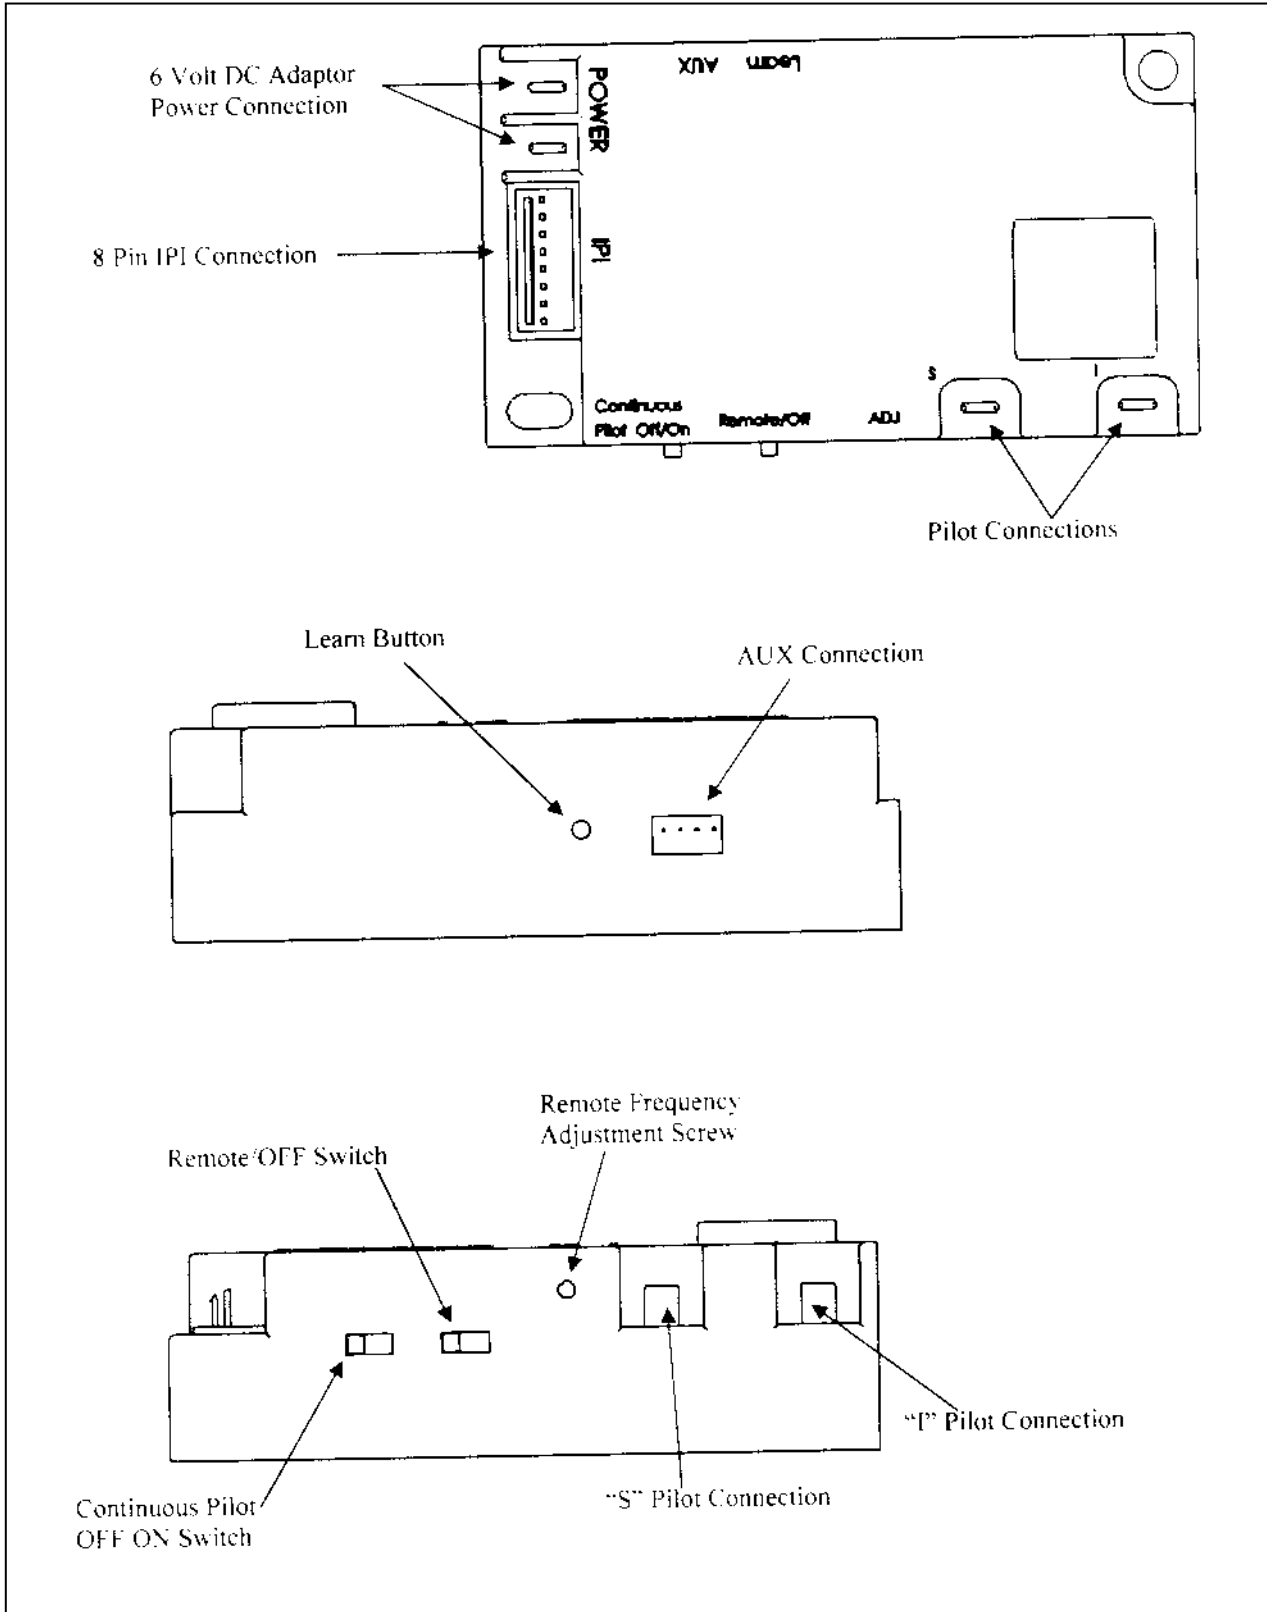 6 Volt DC Adaptor
Power Connection
POWER
AUX
Learn
8 Pin IPI Connection
IPI
Continuous
Pilot Off/On
Remote/Off
ADJ
S
I
Pilot Connections
Learn Button
AUX Connection
Remote Frequency
Adjustment Screw
Remote/OFF Switch
"I" Pilot Connection
"S" Pilot Connection
Continuous Pilot
OFF ON Switch